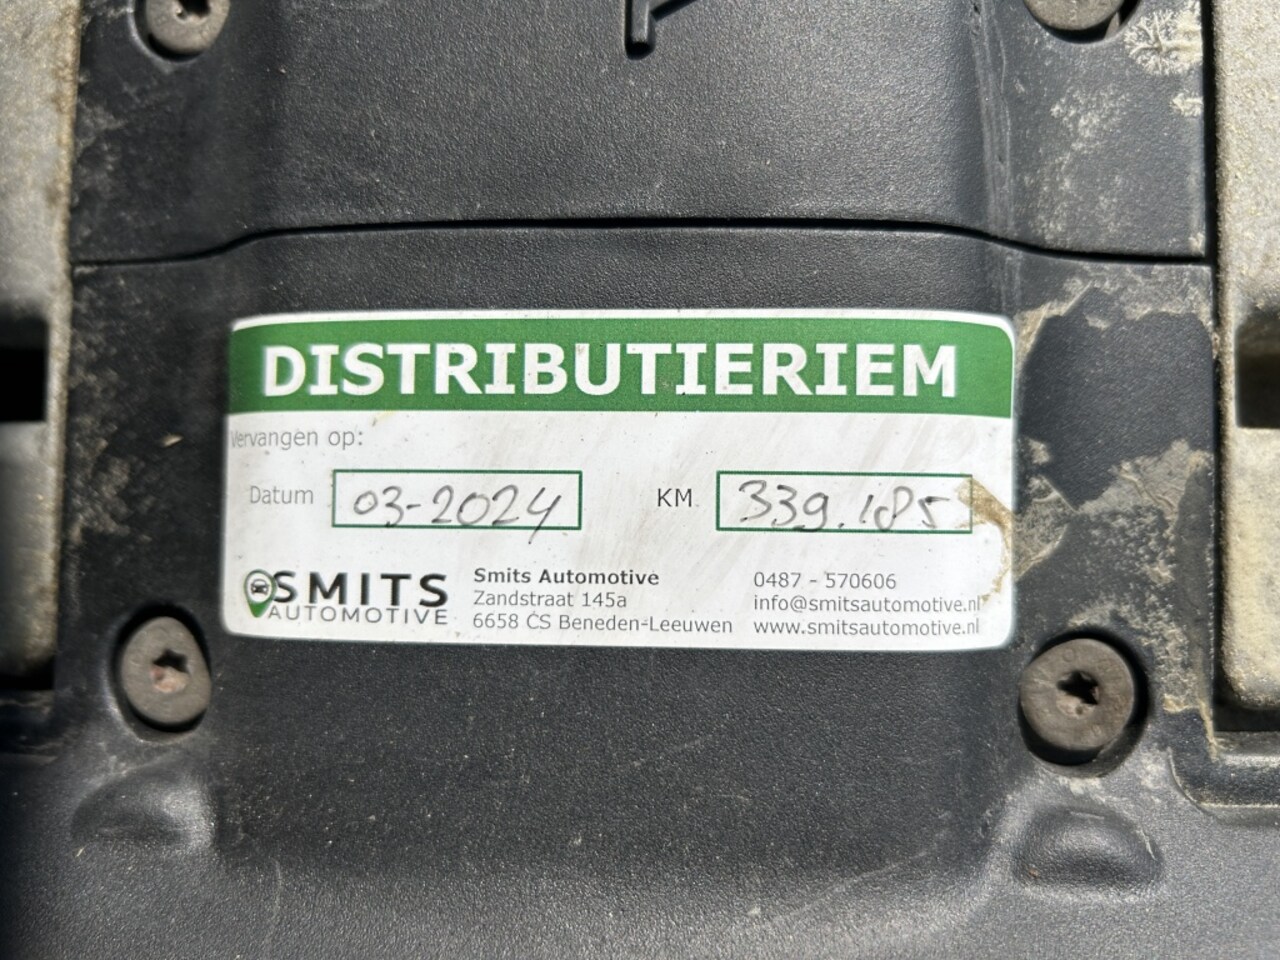 DISTRIBUTIERIEM
Vervangen op:
Datum 03-2024 KM 339.185
SMITS
AUTOMOTIVE
Smits Automotive
Zandstraat 145a
6658 CS Beneden-Leeuwen
0487 - 570606
info@smitsautomotive.nl
www.smitsautomotive.nl